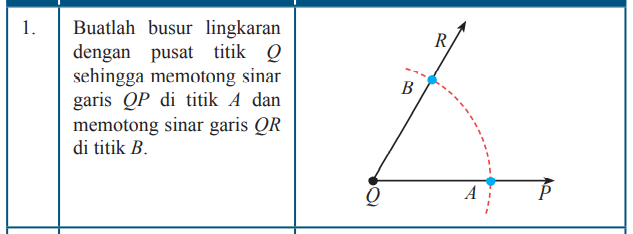 1.
Buatlah busur lingkaran
dengan pusat titik Q
sehingga memotong sinar
garis QP di titik A dan
memotong sinar garis QR
di titik B.
R
B
Q
A
P